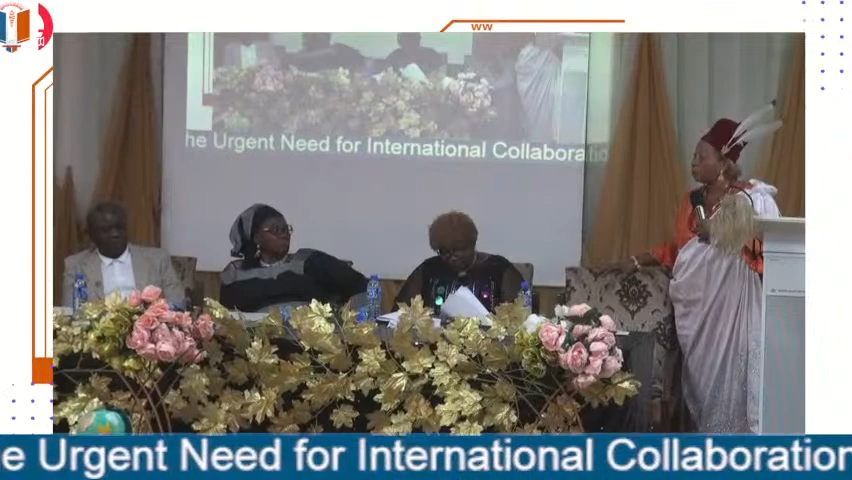 ww
he Urgent Need for International Collaboratio
e Urgent Need for International Collaboration